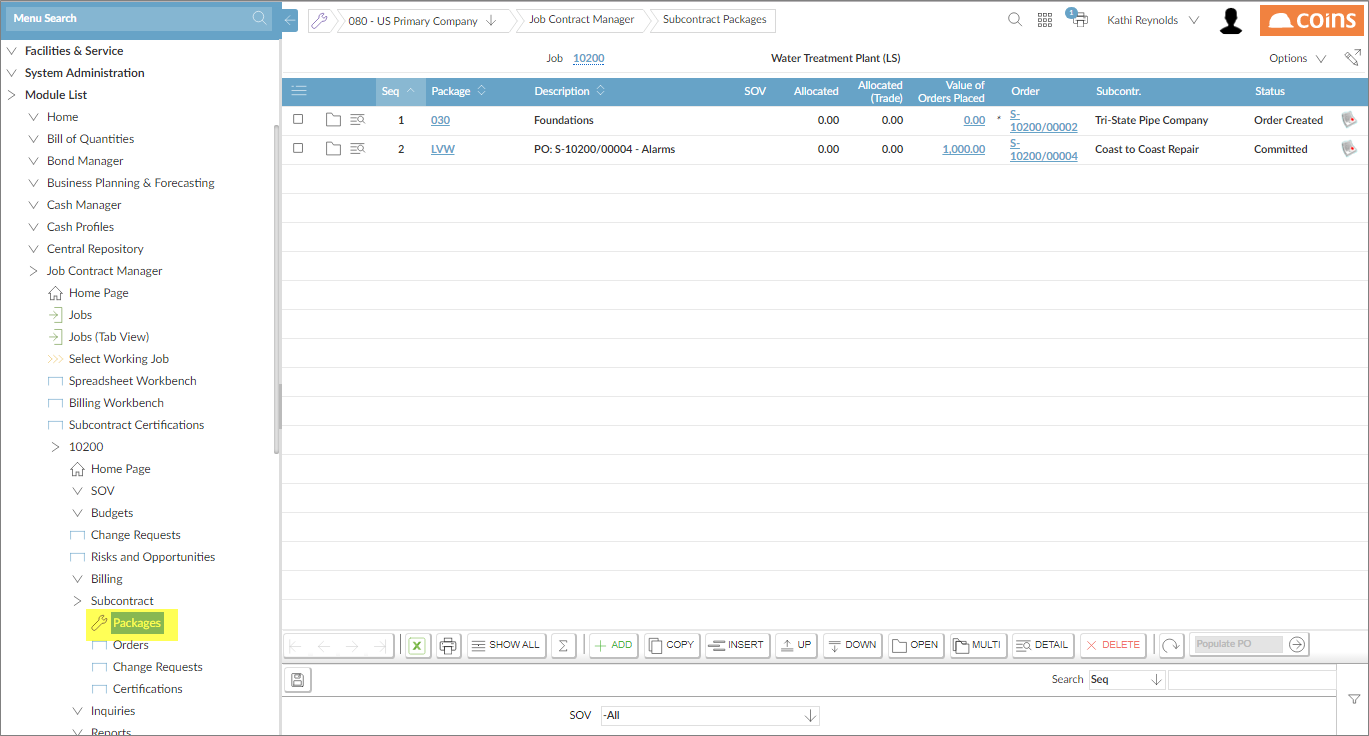 Menu Search
080 - US Primary Company
Job Contract Manager
Subcontract Packages
1
Kathi Reynolds
coins
Facilities & Service
System Administration
Module List
Home
Bill of Quantities
Bond Manager
Business Planning & Forecasting
Cash Manager
Cash Profiles
Central Repository
Job Contract Manager
Home Page
Jobs
Jobs (Tab View)
Select Working Job
Spreadsheet Workbench
Billing Workbench
Subcontract Certifications
10200
Home Page
SOV
Budgets
Change Requests
Risks and Opportunities
Billing
Subcontract
Packages
Orders
Change Requests
Certifications
Inquiries
Reports
Job 10200 Water Treatment Plant (LS) Options
Seq Package Description SOV Allocated Allocated (Trade) Value of Orders Placed Order Subcontr. Status
1 030 Foundations 0.00 0.00 0.00 * S-10200/00002 Tri-State Pipe Company Order Created
2 LVW PO: S-10200/00004 - Alarms 0.00 0.00 1,000.00 S-10200/00004 Coast to Coast Repair Committed
X SHOW ALL Σ ADD COPY INSERT UP DOWN OPEN MULTI DETAIL DELETE Populate PO
Search Seq
SOV -All